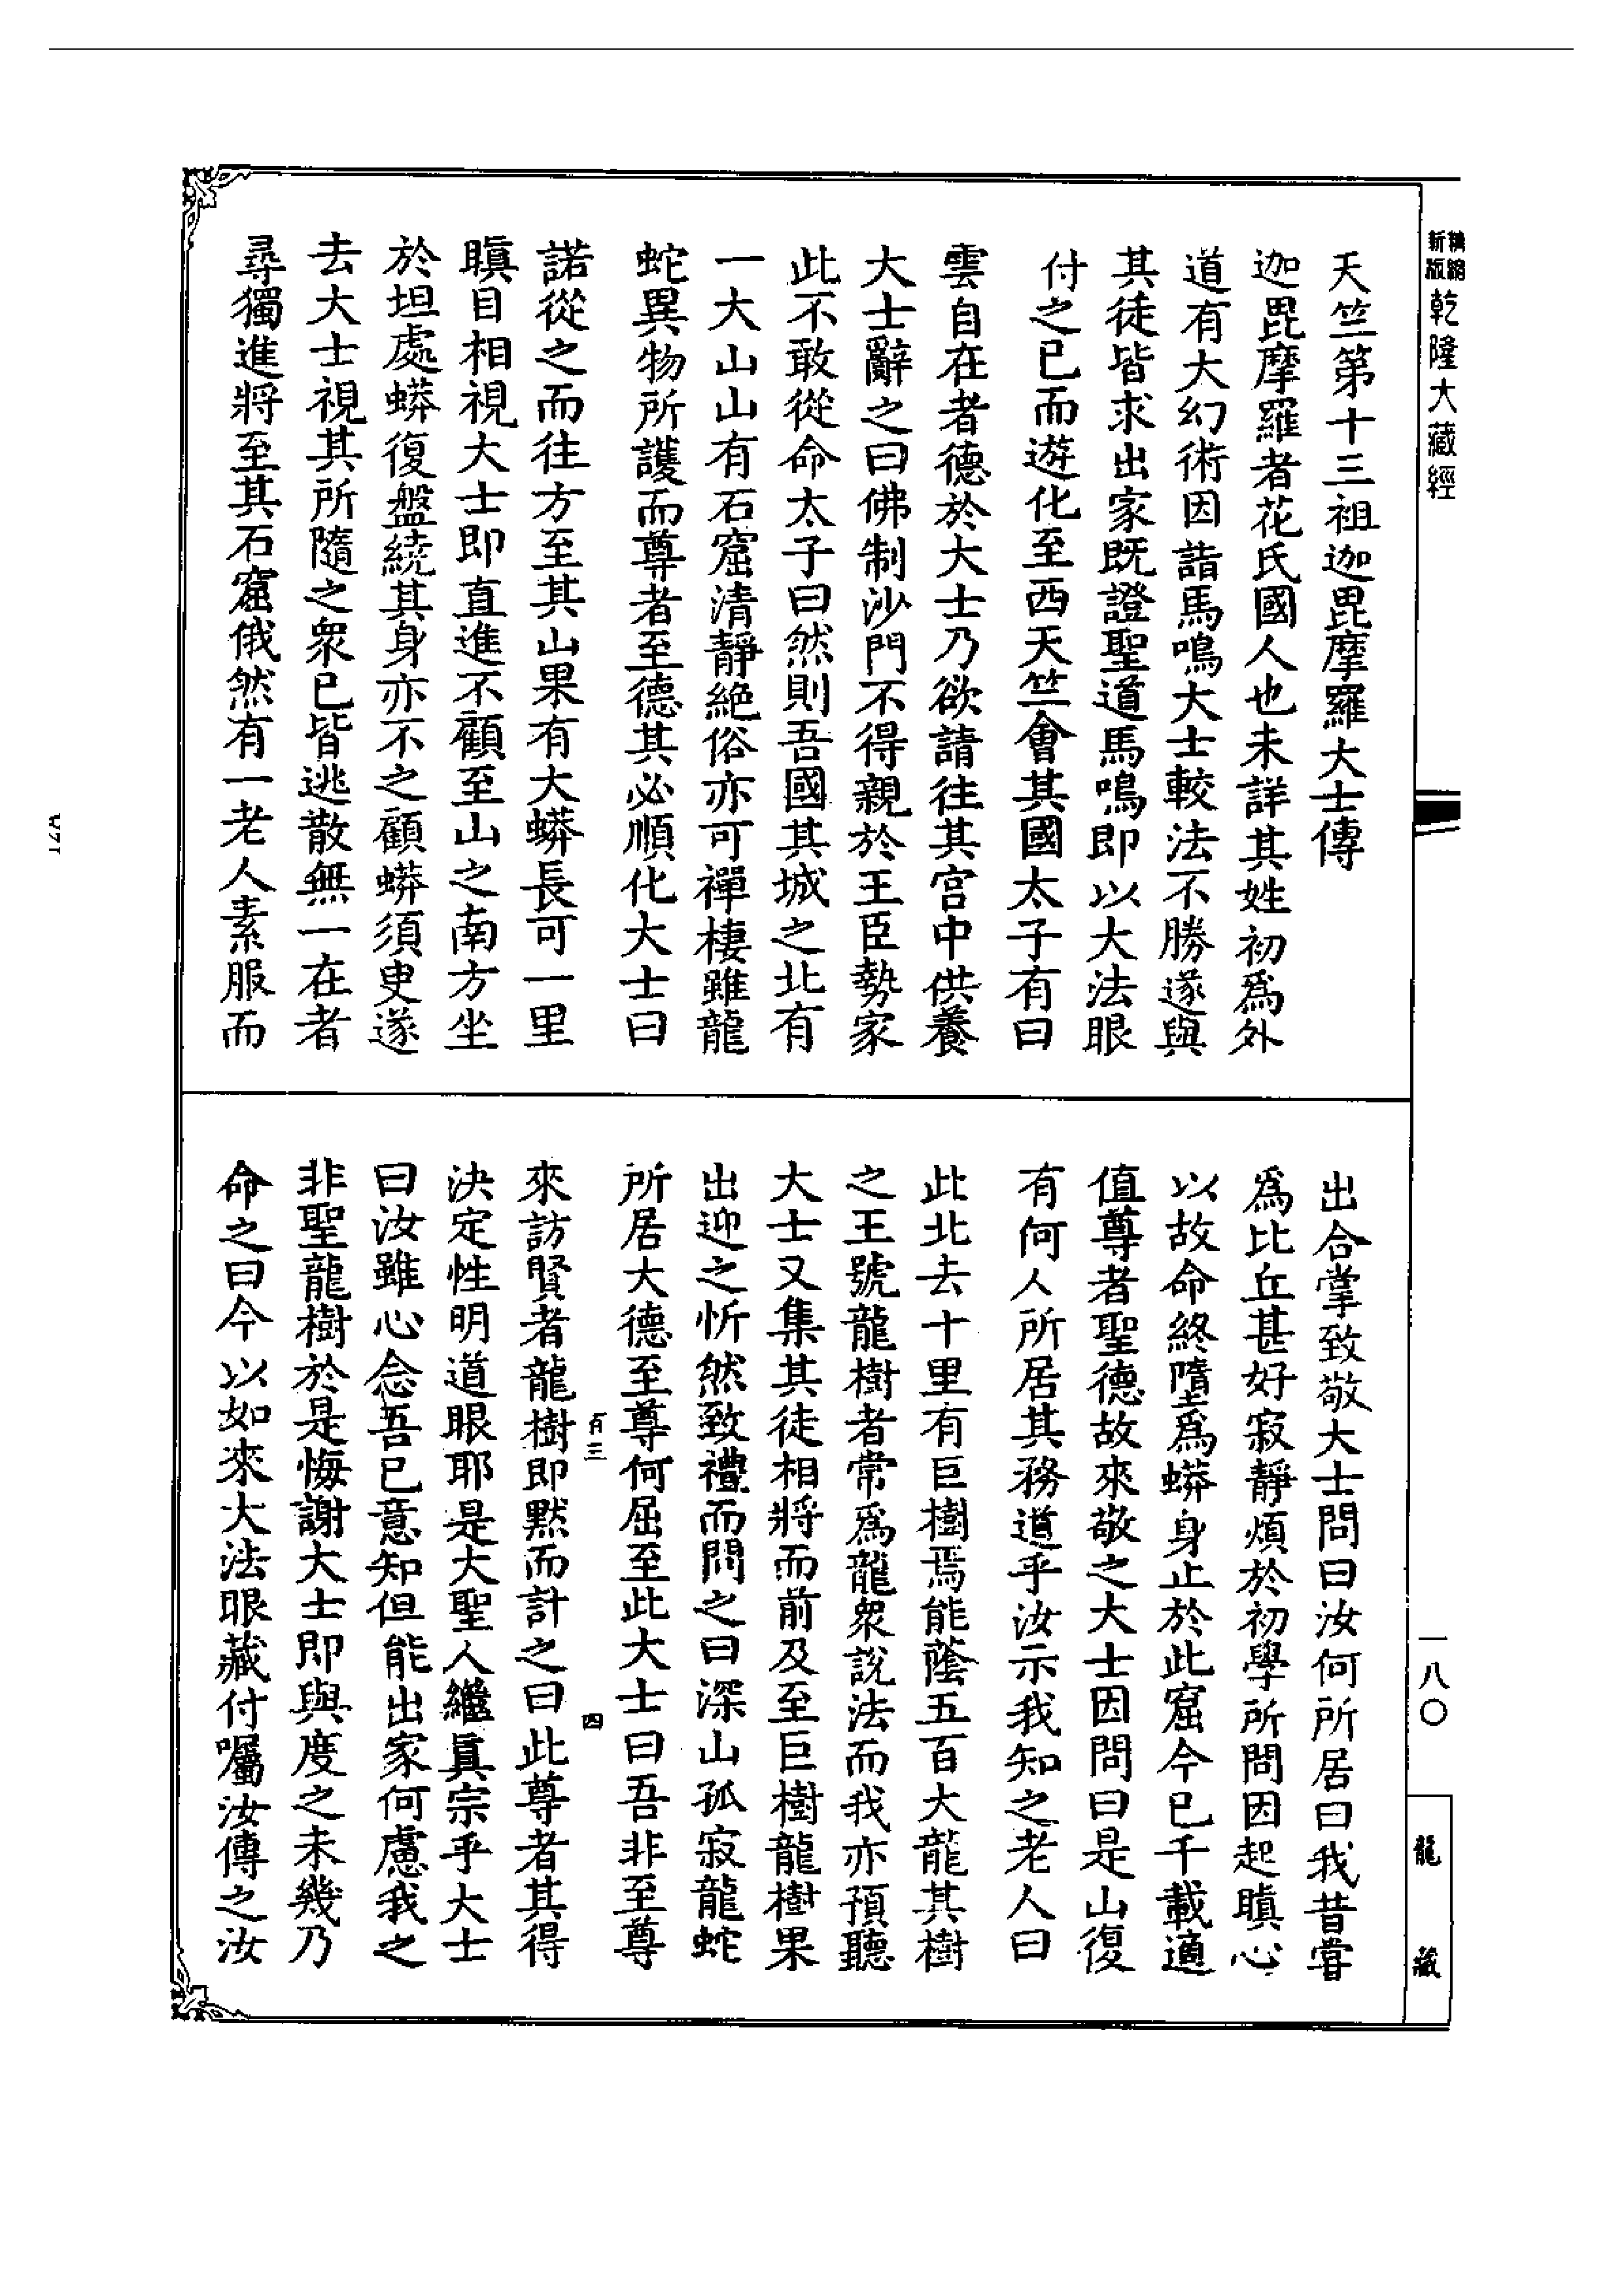 精縮
新版
乾隆大藏經
天竺第十三祖迦毘摩羅大士傳
迦毘摩羅者花氏國人也未詳其姓初爲外
道有大幻術因詣馬鳴大士較法不勝遂與
其徒皆求出家既證聖道馬鳴即以大法眼
付之已而遊化至西天竺會其國太子有曰
雲自在者德於大士乃欲請往其宮中供養
大士辭之曰佛制沙門不得親於王臣勢家
此不敢從命太子曰然則吾國其城之北有
一大山山有石窟清靜絕俗亦可禪棲雖龍
蛇異物所護而尊者至德其必順化大士曰
諾從之而往方至其山果有大蟒長可一里
瞋目相視大士即直進不顧至山之南方坐
於坦處蟒復盤繞其身亦不之顧蟒須臾遂
去大士視其所隨之衆已皆逃散無一在者
尋獨進將至其石窟俄然有一老人素服而
出合掌致敬大士問曰汝何所居曰我昔嘗
爲比丘甚好寂靜煩於初學所問因起瞋心
以故命終墮爲蟒身止於此窟今已千載適
值尊者聖德故來敬之大士因問曰是山復
有何人所居其務道乎汝示我知之老人曰
此北去十里有巨樹焉能蔭五百大龍其樹
之王號龍樹者常爲龍衆說法而我亦預聽
大士又集其徒相將而前及至巨樹龍樹果
出迎之忻然致禮而問之曰深山孤寂龍蛇
所居大德至尊何屈至此大士曰吾非至尊
來訪賢者龍樹即默而計之曰此尊者其得
決定性明道眼耶是大聖人繼眞宗乎大士
曰汝雖心念吾已意知但能出家何慮我之
非聖龍樹於是悔謝大士即與度之未幾乃
命之曰今以如來大法眼藏付囑汝傳之汝
四
一八〇
龍藏